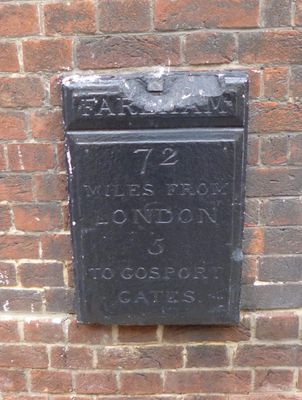 FAREHAM
72
MILES FROM
LONDON
5
TO GOSPORT
GATES